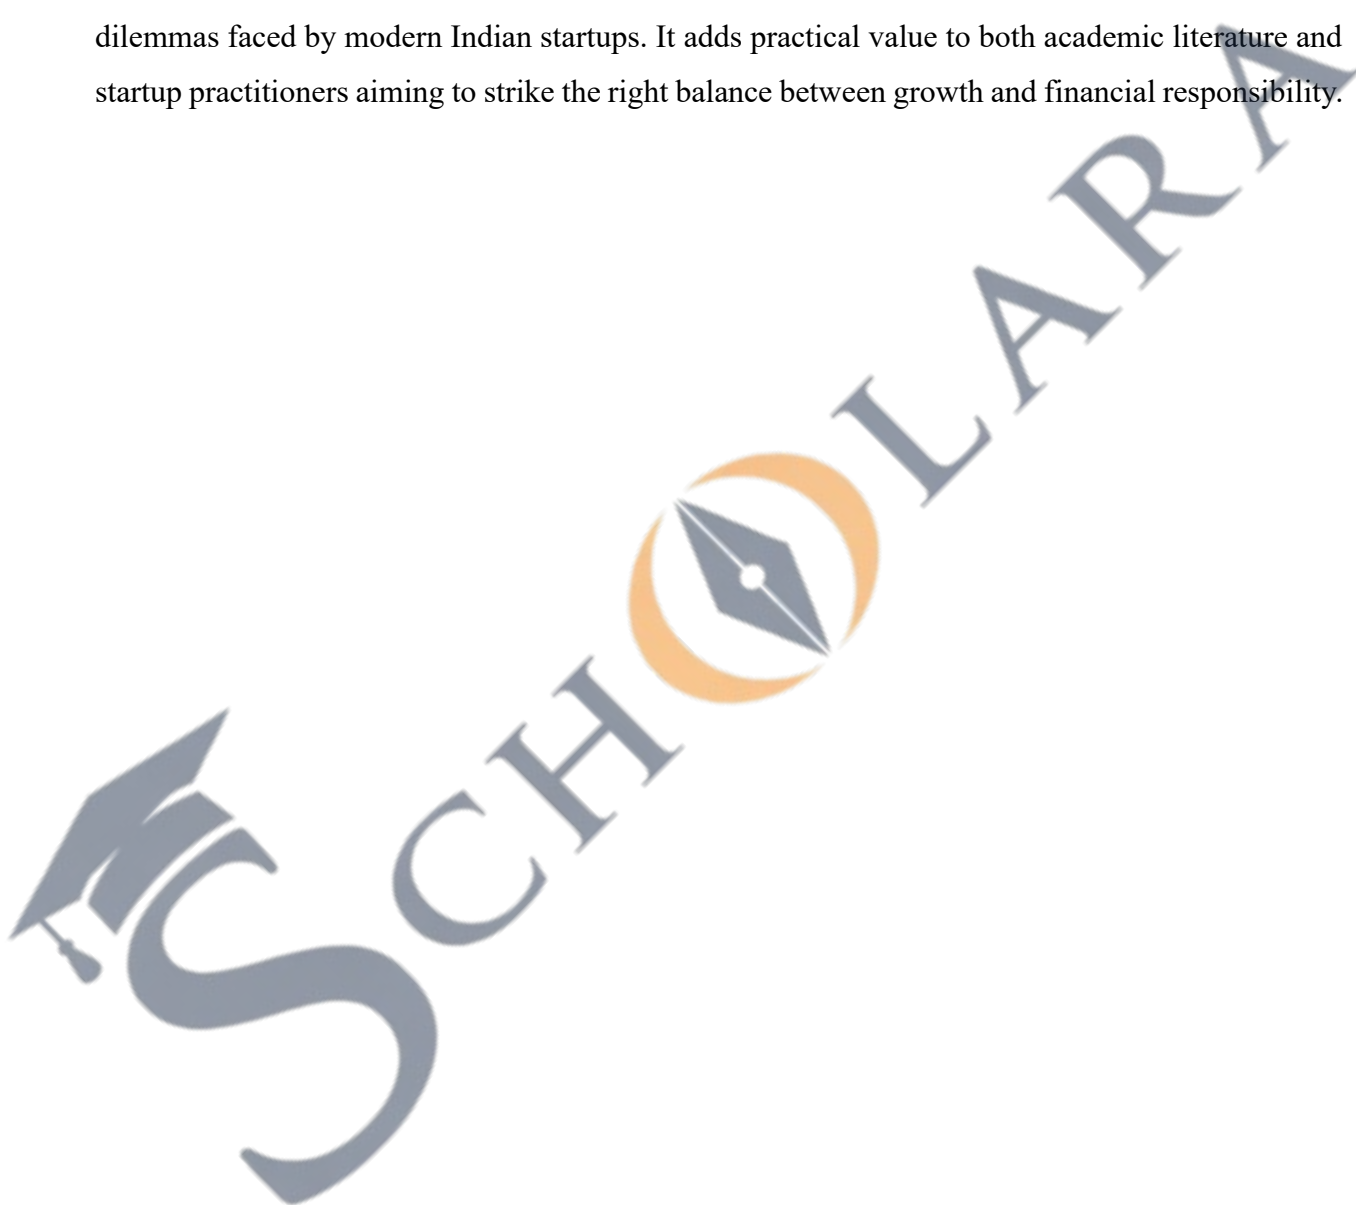 dilemmas faced by modern Indian startups. It adds practical value to both academic literature and
startup practitioners aiming to strike the right balance between growth and financial responsibility.
SCHOLARA